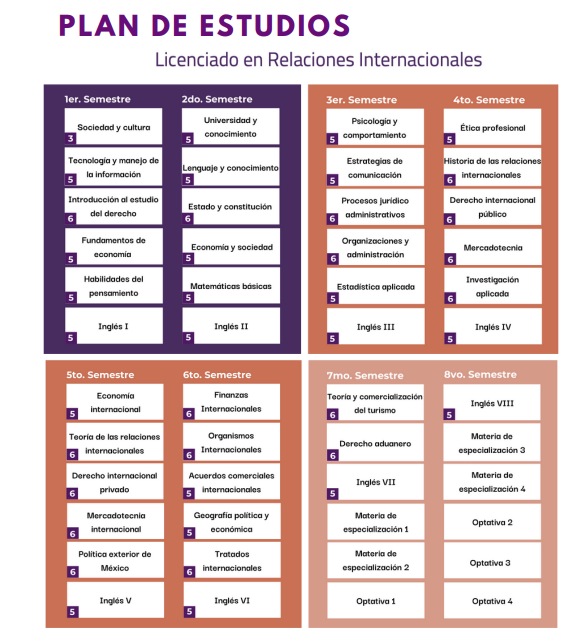 PLAN DE ESTUDIOS
Licenciado en Relaciones Internacionales
1er. Semestre
Sociedad y cultura
3
Tecnología y manejo de
la información
5
Introducción al estudio
del derecho
6
Fundamentos de
economía
5
Habilidades del
pensamiento
5
Inglés I
5
2do. Semestre
Universidad y
conocimiento
5
Lenguaje y conocimiento
5
Estado y constitución
6
Economía y sociedad
5
Matemáticas básicas
5
Inglés II
5
3er. Semestre
Psicología y
comportamiento
5
Estrategias de
comunicación
5
Procesos jurídico
administrativos
6
Organizaciones y
administración
6
Estadística aplicada
5
Inglés III
5
4to. Semestre
Ética profesional
5
Historia de las relaciones
internacionales
6
Derecho internacional
público
6
Mercadotecnia
6
Investigación
aplicada
6
Inglés IV
5
5to. Semestre
Economía
internacional
5
Teoría de las relaciones
internacionales
6
Derecho internacional
privado
6
Mercadotecnia
internacional
6
Política exterior de
México
6
Inglés V
5
6to. Semestre
Finanzas
Internacionales
6
Organismos
Internacionales
6
Acuerdos comerciales
internacionales
5
Geografía política y
económica
5
Tratados
internacionales
6
Inglés VI
5
7mo. Semestre
Teoría y comercialización
del turismo
6
Derecho aduanero
6
Inglés VII
5
Materia de
especialización 1
Materia de
especialización 2
Optativa 1
8vo. Semestre
Inglés VIII
5
Materia de
especialización 3
Materia de
especialización 4
Optativa 2
Optativa 3
Optativa 4